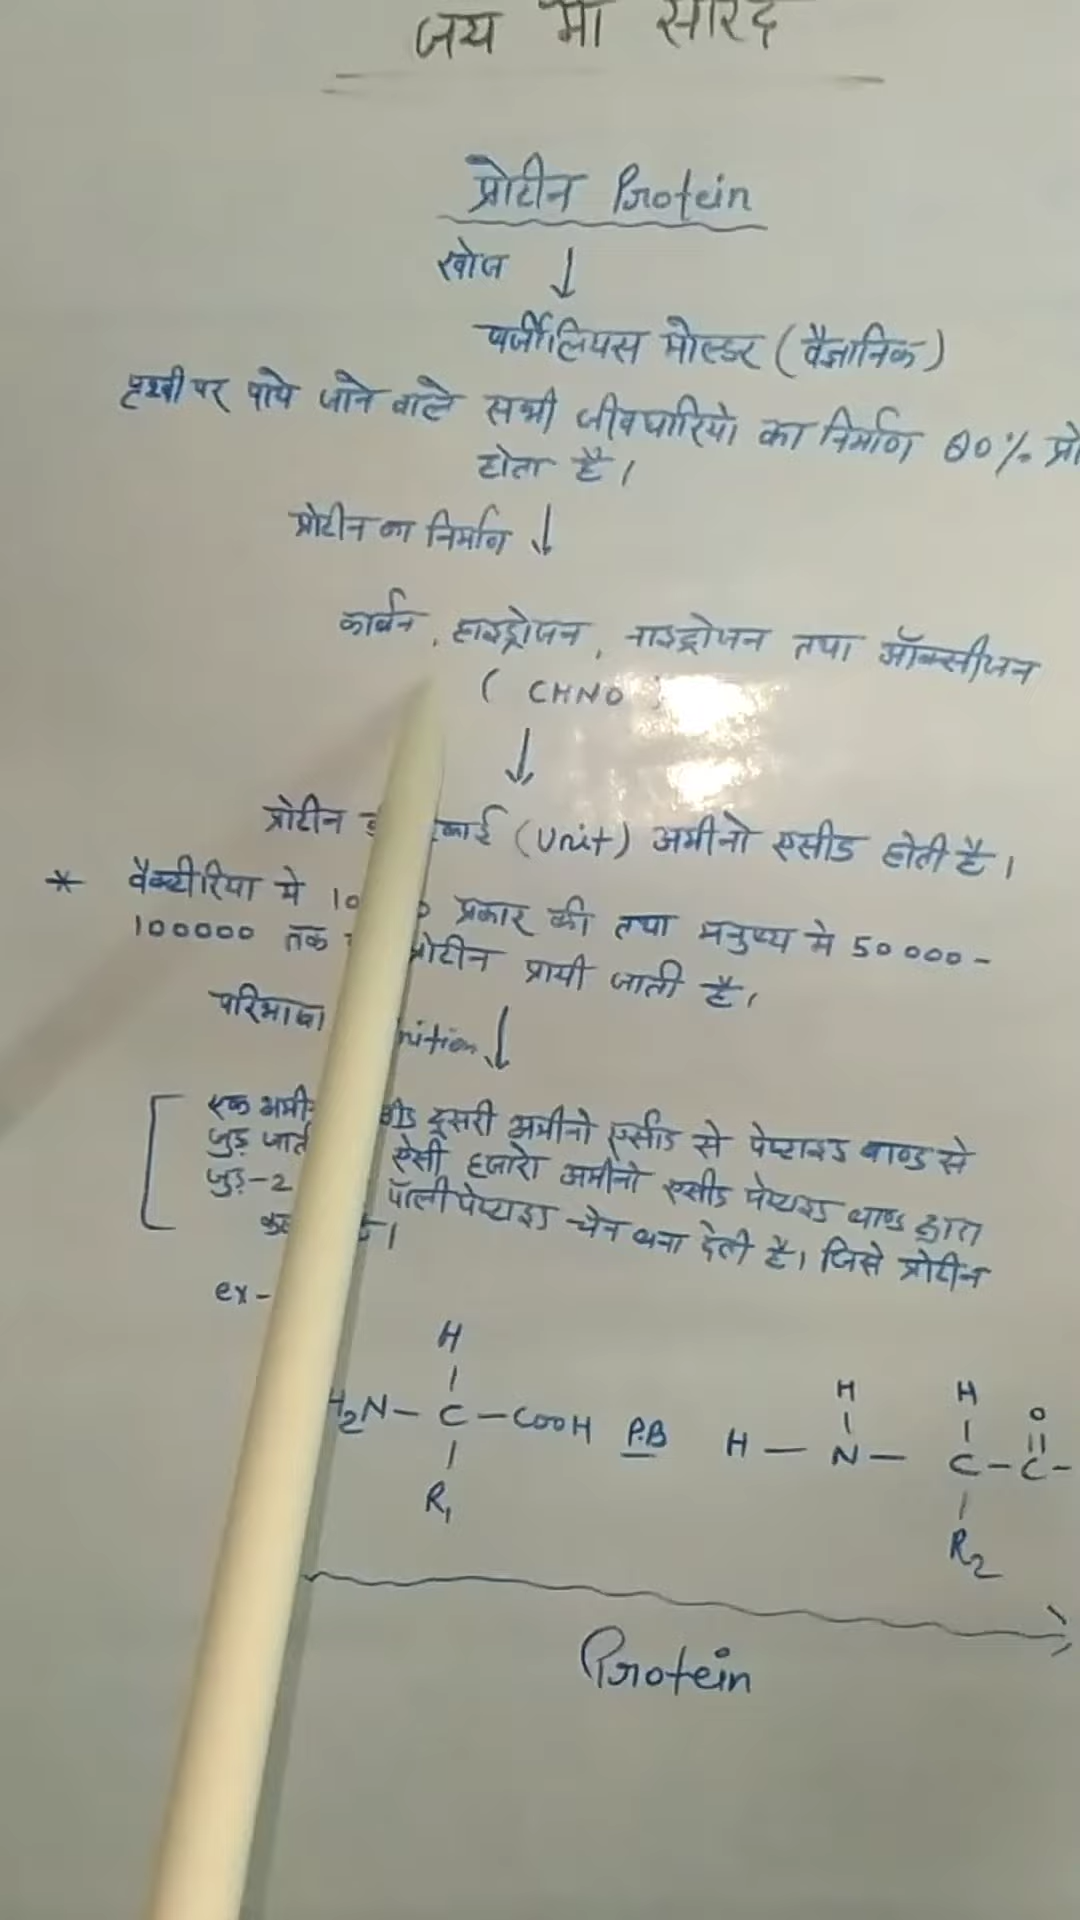 जय माँ सारद
प्रोटीन Protein
खोज ↓
पर्जीलियस मोल्डर (वैज्ञानिक)
पृथ्वी पर पाये जाने वाले सभी जीवधारियो का निर्माण 80% प्रो
होता है।
प्रोटीन का निर्माण ↓
कार्बन, हाइड्रोजन, नाइट्रोजन तथा ऑक्सीजन
( CHNO
↓
प्रोटीन इकाई (Unit) अमीनो एसीड होती है।
* वैक्टीरिया मे 10 प्रकार की तथा मनुष्य मे 50000-
100000 तक प्रोटीन प्रायी जाती है।
परिभाषा nition ↓
एक अमी सीड दूसरी अमीनो एसीड से पेप्टाइड बाण्ड से
जुड़ जाती ऐसी हजारो अमीनो एसीड पेप्टाइड बाण्ड द्वारा
जुड़-2 पॉलीपेप्टाइड चेन बना देती है। जिसे प्रोटीन
है।
ex-
H H H O
H₂N-C-COOH P.B H-N-C-C-
R₁ R₂
Protein